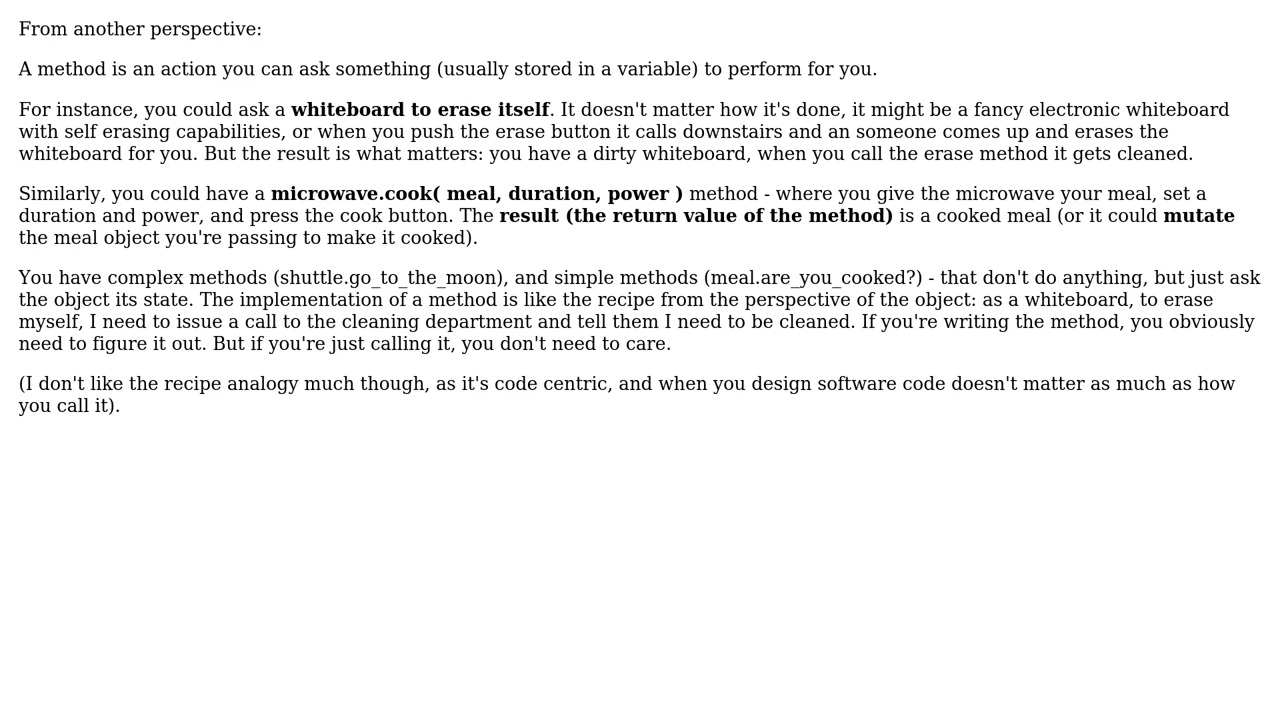 From another perspective:
A method is an action you can ask something (usually stored in a variable) to perform for you.
For instance, you could ask a whiteboard to erase itself. It doesn't matter how it's done, it might be a fancy electronic whiteboard
with self erasing capabilities, or when you push the erase button it calls downstairs and an someone comes up and erases the
whiteboard for you. But the result is what matters: you have a dirty whiteboard, when you call the erase method it gets cleaned.
Similarly, you could have a microwave.cook( meal, duration, power ) method - where you give the microwave your meal, set a
duration and power, and press the cook button. The result (the return value of the method) is a cooked meal (or it could mutate
the meal object you're passing to make it cooked).
You have complex methods (shuttle.go_to_the_moon), and simple methods (meal.are_you_cooked?) - that don't do anything, but just ask
the object its state. The implementation of a method is like the recipe from the perspective of the object: as a whiteboard, to erase
myself, I need to issue a call to the cleaning department and tell them I need to be cleaned. If you're writing the method, you obviously
need to figure it out. But if you're just calling it, you don't need to care.
(I don't like the recipe analogy much though, as it's code centric, and when you design software code doesn't matter as much as how
you call it).